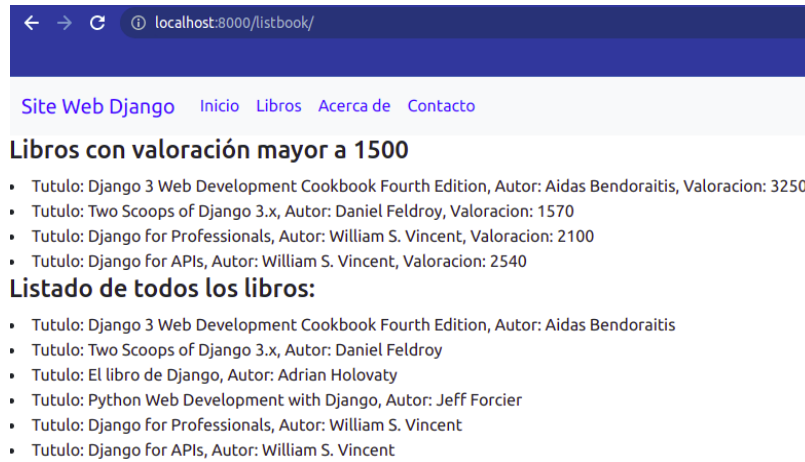 localhost:8000/listbook/
Site Web Django Inicio Libros Acerca de Contacto
Libros con valoración mayor a 1500
Tutulo: Django 3 Web Development Cookbook Fourth Edition, Autor: Aidas Bendoraitis, Valoracion: 3250
Tutulo: Two Scoops of Django 3.x, Autor: Daniel Feldroy, Valoracion: 1570
Tutulo: Django for Professionals, Autor: William S. Vincent, Valoracion: 2100
Tutulo: Django for APIs, Autor: William S. Vincent, Valoracion: 2540
Listado de todos los libros:
Tutulo: Django 3 Web Development Cookbook Fourth Edition, Autor: Aidas Bendoraitis
Tutulo: Two Scoops of Django 3.x, Autor: Daniel Feldroy
Tutulo: El libro de Django, Autor: Adrian Holovaty
Tutulo: Python Web Development with Django, Autor: Jeff Forcier
Tutulo: Django for Professionals, Autor: William S. Vincent
Tutulo: Django for APIs, Autor: William S. Vincent